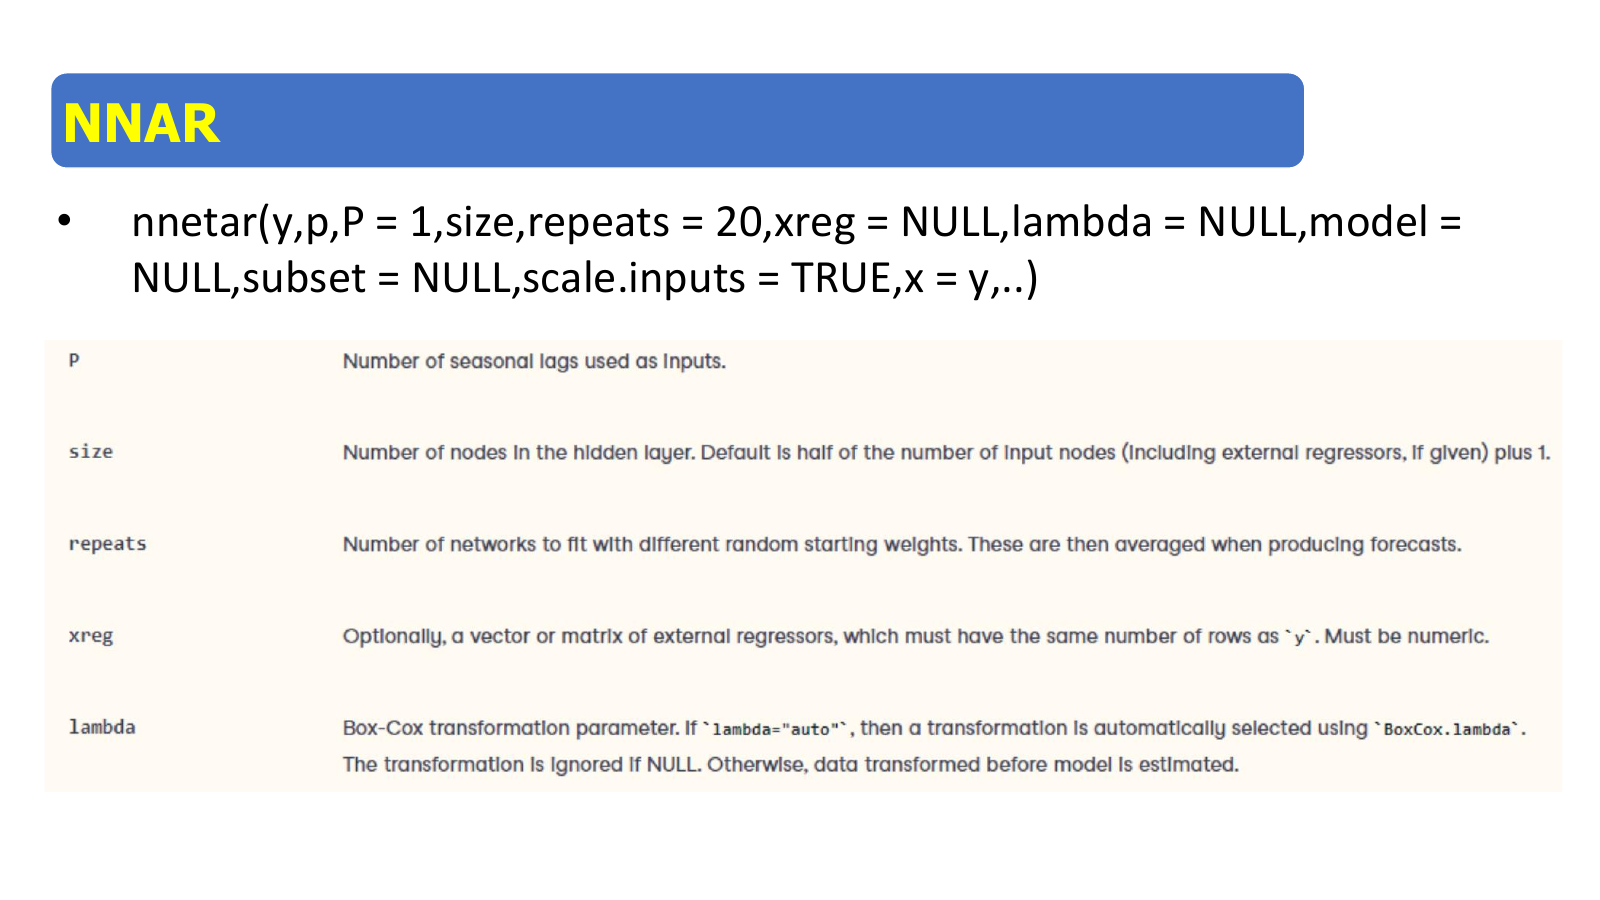 NNAR
• nnetar(y,p,P = 1,size,repeats = 20,xreg = NULL,lambda = NULL,model =
NULL,subset = NULL,scale.inputs = TRUE,x = y,..)
P Number of seasonal lags used as inputs.
size Number of nodes in the hidden layer. Default is half of the number of input nodes (including external regressors, if given) plus 1.
repeats Number of networks to fit with different random starting weights. These are then averaged when producing forecasts.
xreg Optionally, a vector or matrix of external regressors, which must have the same number of rows as `y`. Must be numeric.
lambda Box-Cox transformation parameter. If `lambda="auto"`, then a transformation is automatically selected using `BoxCox.lambda`.
The transformation is ignored if NULL. Otherwise, data transformed before model is estimated.